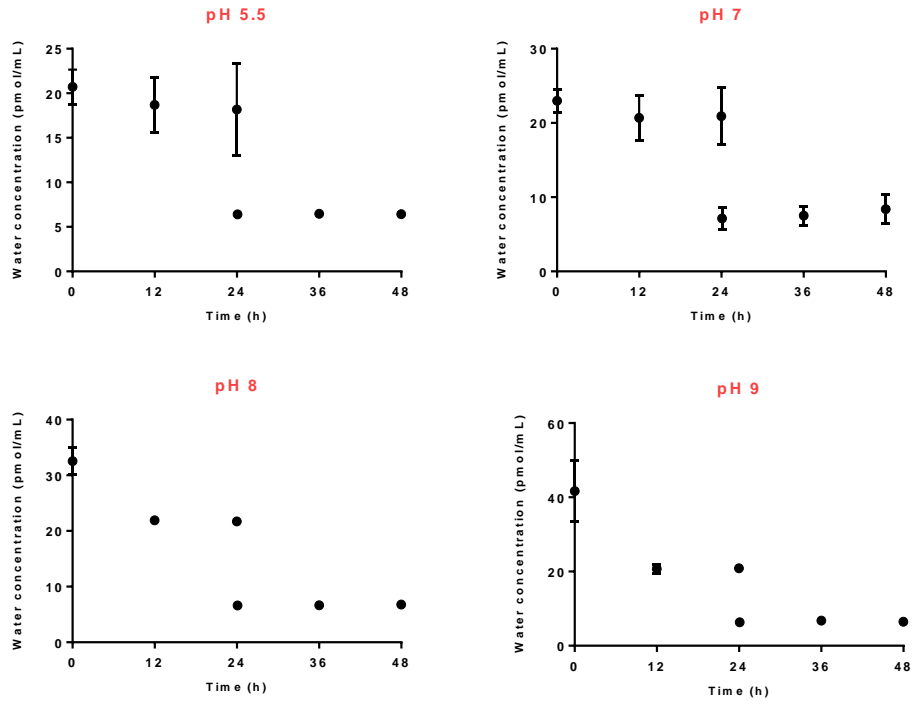 pH 5.5
Water concentration (pmol/mL)
25
20
15
10
5
0
0 12 24 36 48
Time (h)
pH 7
Water concentration (pmol/mL)
30
20
10
0
0 12 24 36 48
Time (h)
pH 8
Water concentration (pmol/mL)
40
30
20
10
0
0 12 24 36 48
Time (h)
pH 9
Water concentration (pmol/mL)
60
40
20
0
0 12 24 36 48
Time (h)